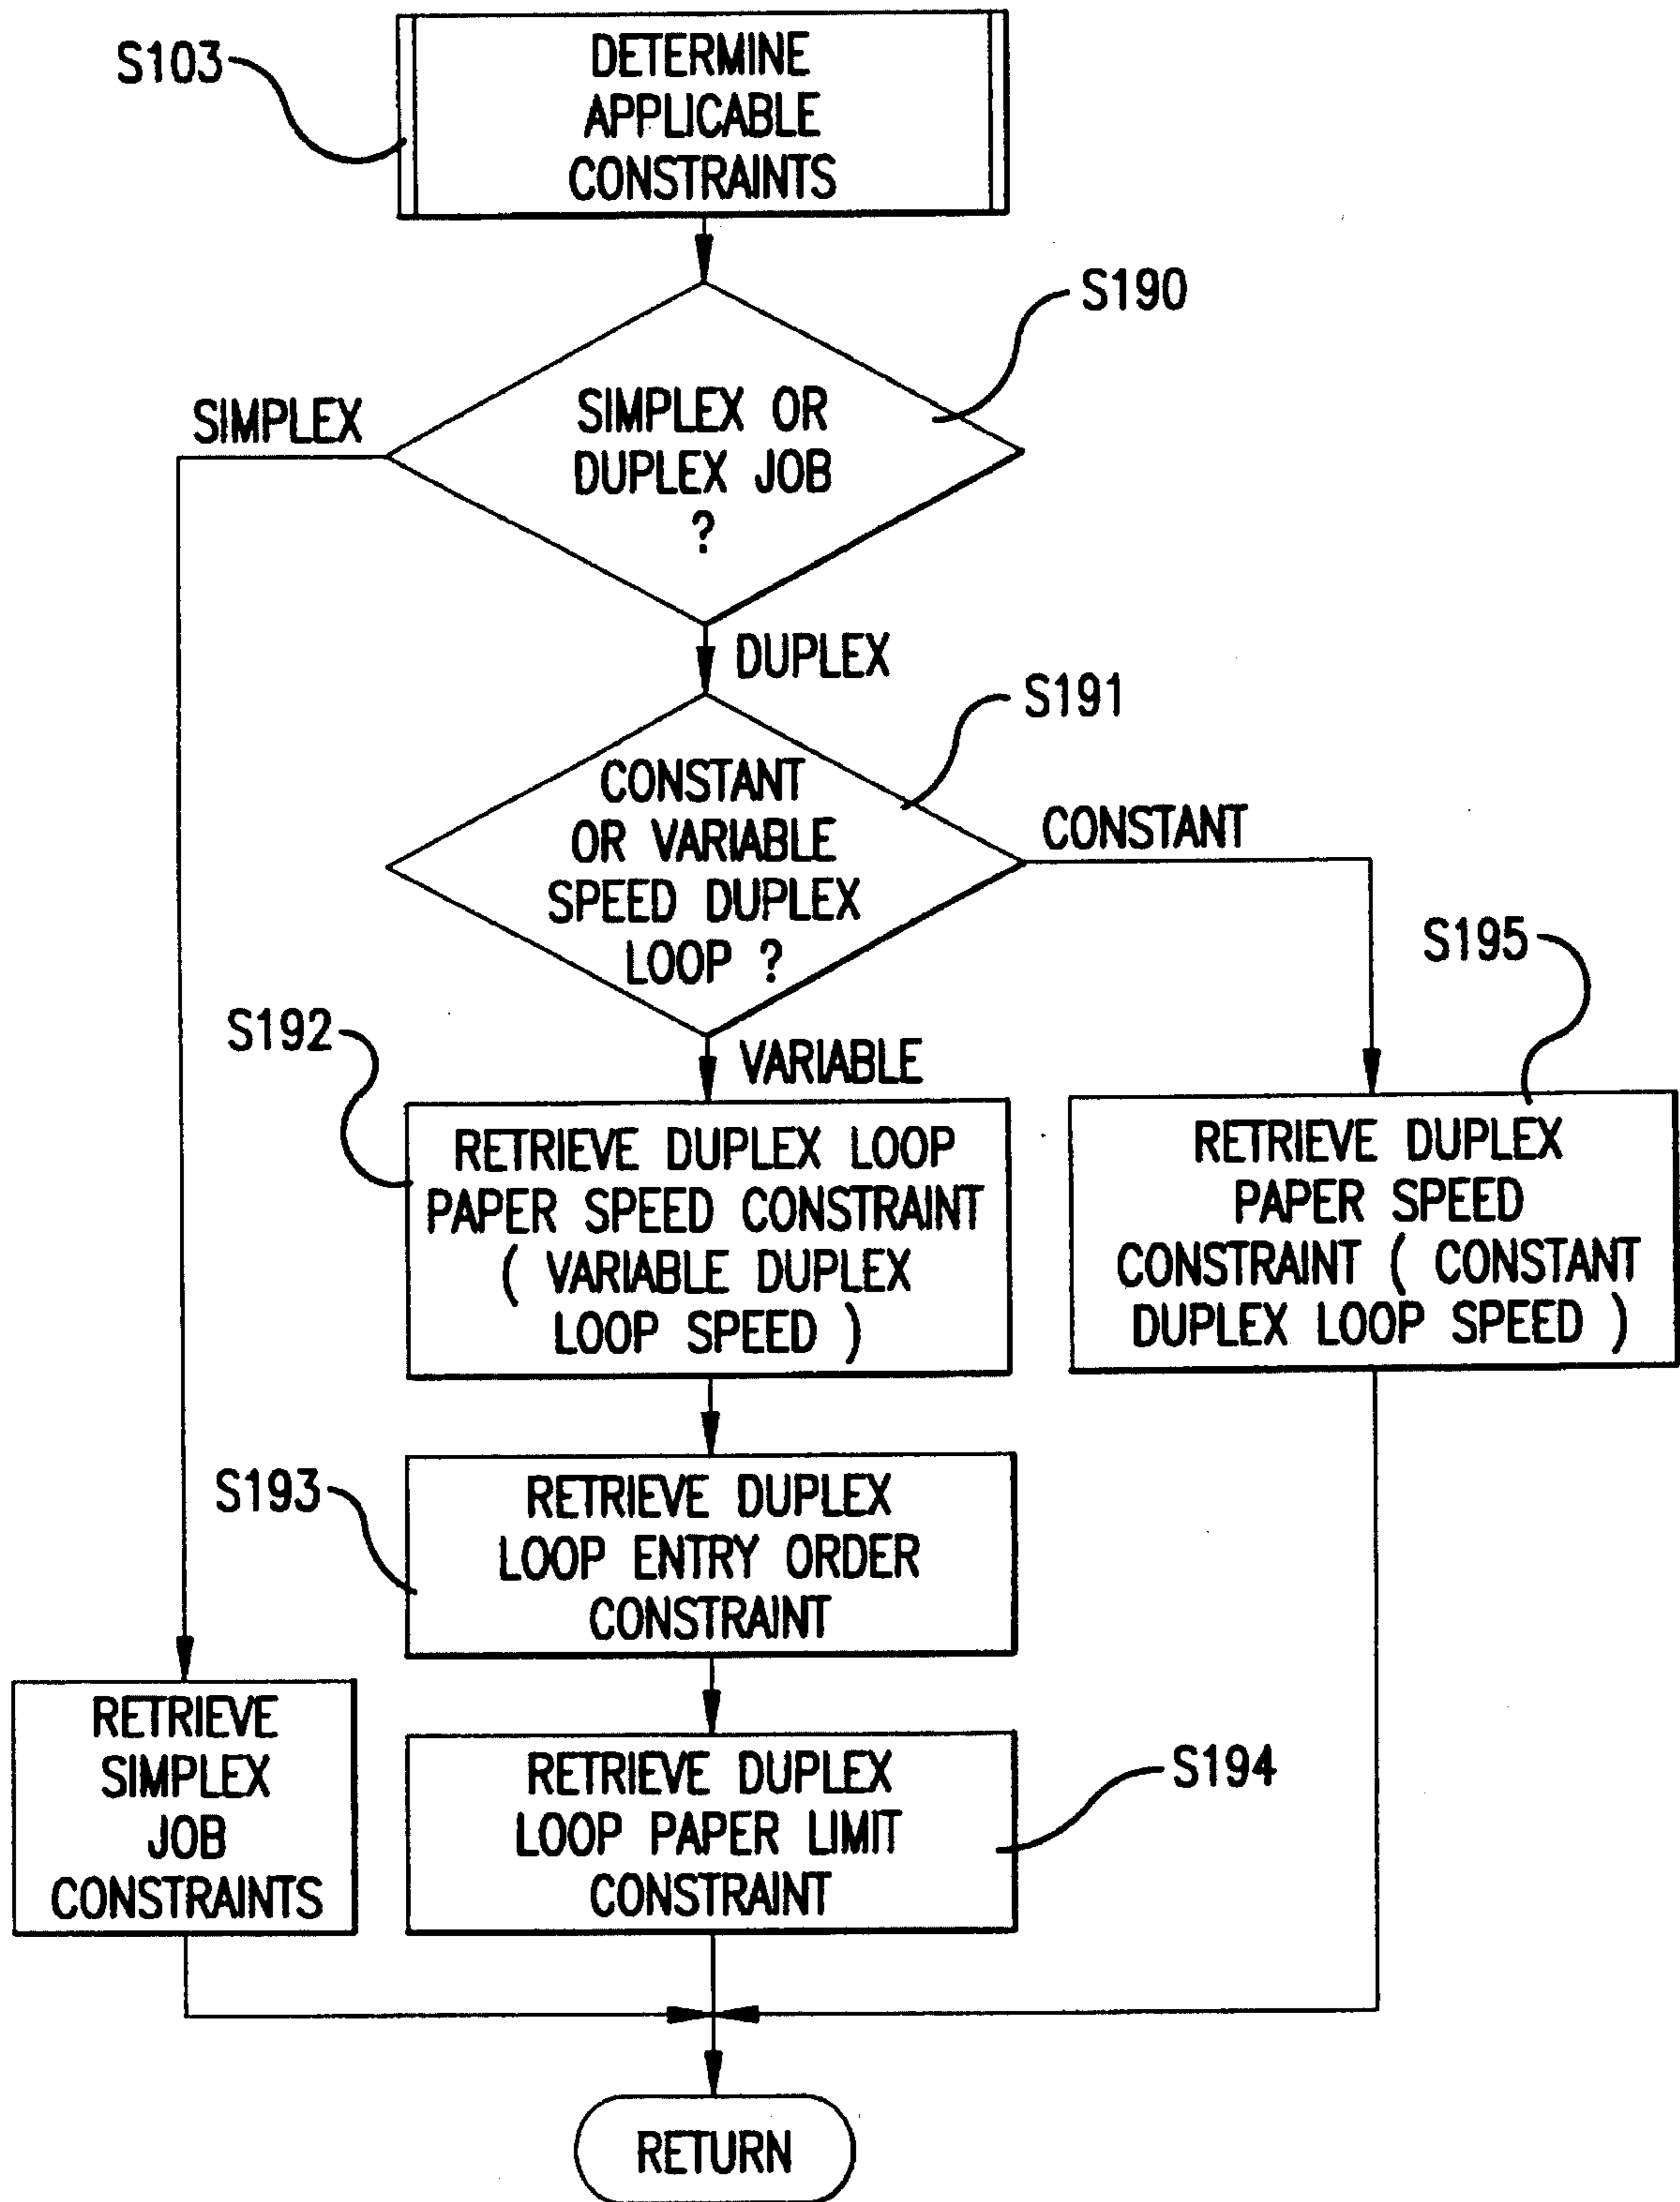 S103
DETERMINE
APPLICABLE
CONSTRAINTS
S190
SIMPLEX
SIMPLEX OR
DUPLEX JOB
?
DUPLEX
S191
CONSTANT
OR VARIABLE
SPEED DUPLEX
LOOP ?
CONSTANT
S195
S192
VARIABLE
RETRIEVE DUPLEX LOOP
PAPER SPEED CONSTRAINT
( VARIABLE DUPLEX
LOOP SPEED )
RETRIEVE DUPLEX
PAPER SPEED
CONSTRAINT ( CONSTANT
DUPLEX LOOP SPEED )
S193
RETRIEVE DUPLEX
LOOP ENTRY ORDER
CONSTRAINT
RETRIEVE
SIMPLEX
JOB
CONSTRAINTS
RETRIEVE DUPLEX
LOOP PAPER LIMIT
CONSTRAINT
S194
RETURN